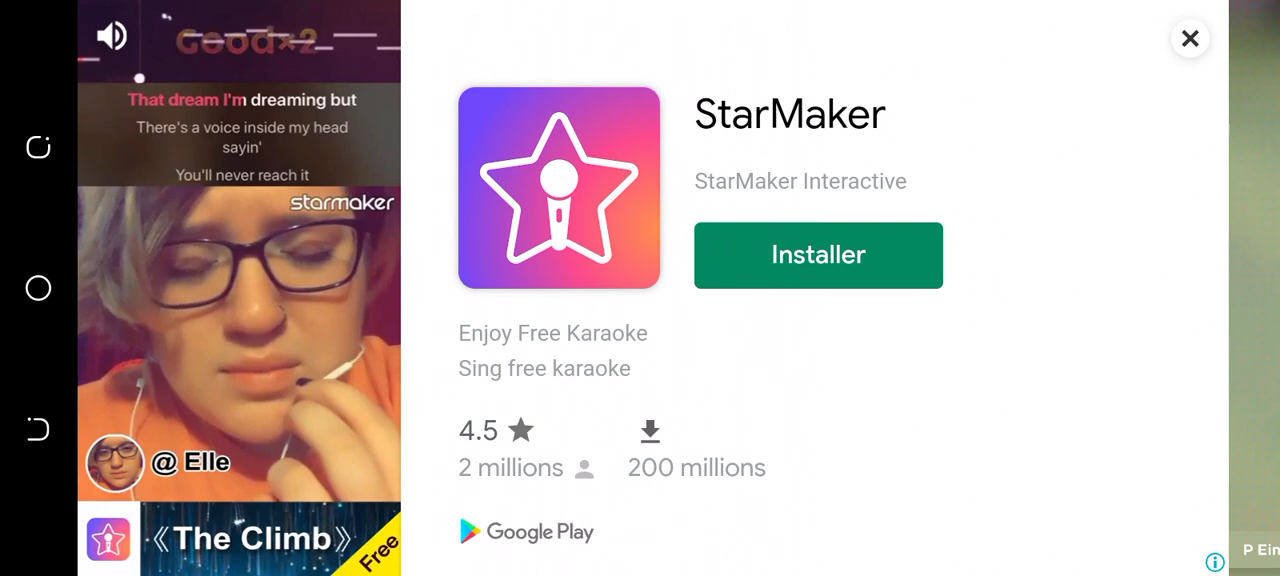 Good×2
That dream I'm dreaming but
There's a voice inside my head
sayin'
You'll never reach it
starmaker
@ Elle
《The Climb》
Free
StarMaker
StarMaker Interactive
Installer
Enjoy Free Karaoke
Sing free karaoke
4.5
2 millions
200 millions
Google Play
P Ein